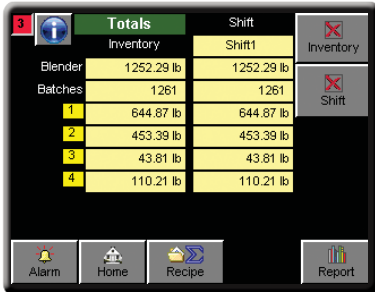 3 Totals Shift
Inventory Shift1 Inventory
Blender 1252.29 lb 1252.29 lb
Batches 1261 1261 Shift
1 644.87 lb 644.87 lb
2 453.39 lb 453.39 lb
3 43.81 lb 43.81 lb
4 110.21 lb 110.21 lb
Alarm Home Recipe Report